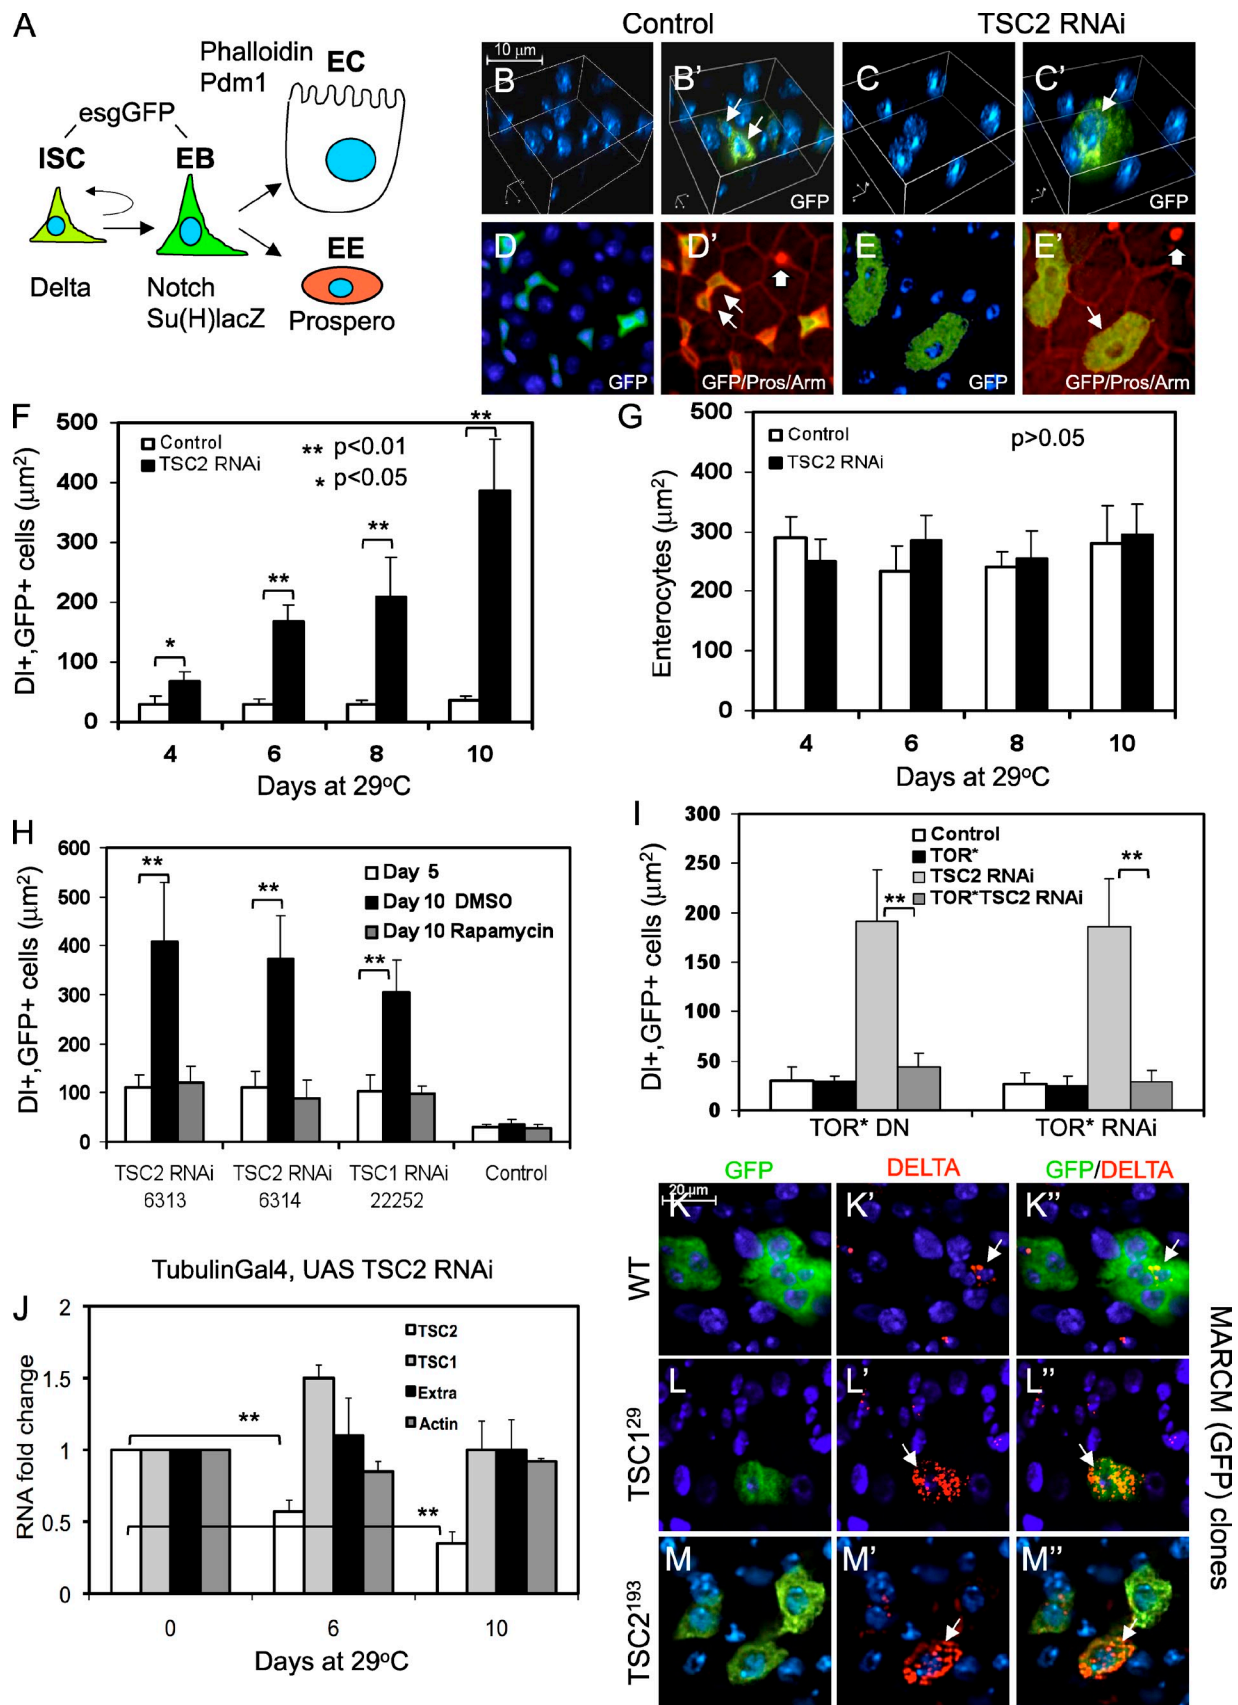 A
Phalloidin
Pdm1
EC
esgGFP
ISC
EB
EE
Delta
Notch
Su(H)lacZ
Prospero
Control
TSC2 RNAi
10 µm
B
B'
GFP
C
C'
GFP
D
GFP
D'
GFP/Pros/Arm
E
GFP
E'
GFP/Pros/Arm
F
Dl+,GFP+ cells (µm²)
500
400
300
200
100
0
Control
TSC2 RNAi
** p<0.01
* p<0.05
*
**
**
**
4 6 8 10
Days at 29°C
G
Enterocytes (µm²)
500
400
300
200
100
0
Control
TSC2 RNAi
p>0.05
4 6 8 10
Days at 29°C
H
Dl+,GFP+ cells (µm²)
600
500
400
300
200
100
0
**
**
**
Day 5
Day 10 DMSO
Day 10 Rapamycin
TSC2 RNAi
6313
TSC2 RNAi
6314
TSC1 RNAi
22252
Control
I
Dl+,GFP+ cells (µm²)
300
250
200
150
100
50
0
Control
TOR*
TSC2 RNAi
TOR*TSC2 RNAi
**
**
TOR* DN
TOR* RNAi
TubulinGal4, UAS TSC2 RNAi
J
RNA fold change
2
1.5
1
0.5
0
TSC2
TSC1
Extra
Actin
**
**
0 6 10
Days at 29°C
GFP
DELTA
GFP/DELTA
20 µm
K
K'
K''
WT
L
L'
L''
TSC1²⁹
M
M'
M''
TSC2¹⁹³
MARCM (GFP) clones